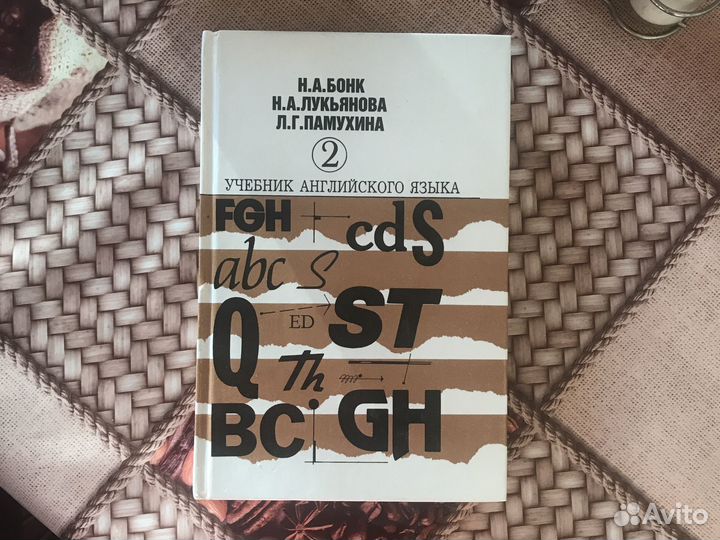 Н.А.БОНК
Н.А.ЛУКЬЯНОВА
Л.Г.ПАМУХИНА
2
УЧЕБНИК АНГЛИЙСКОГО ЯЗЫКА
FGH cdS
abc S
Q ED ST
Th
BC GH
Avito